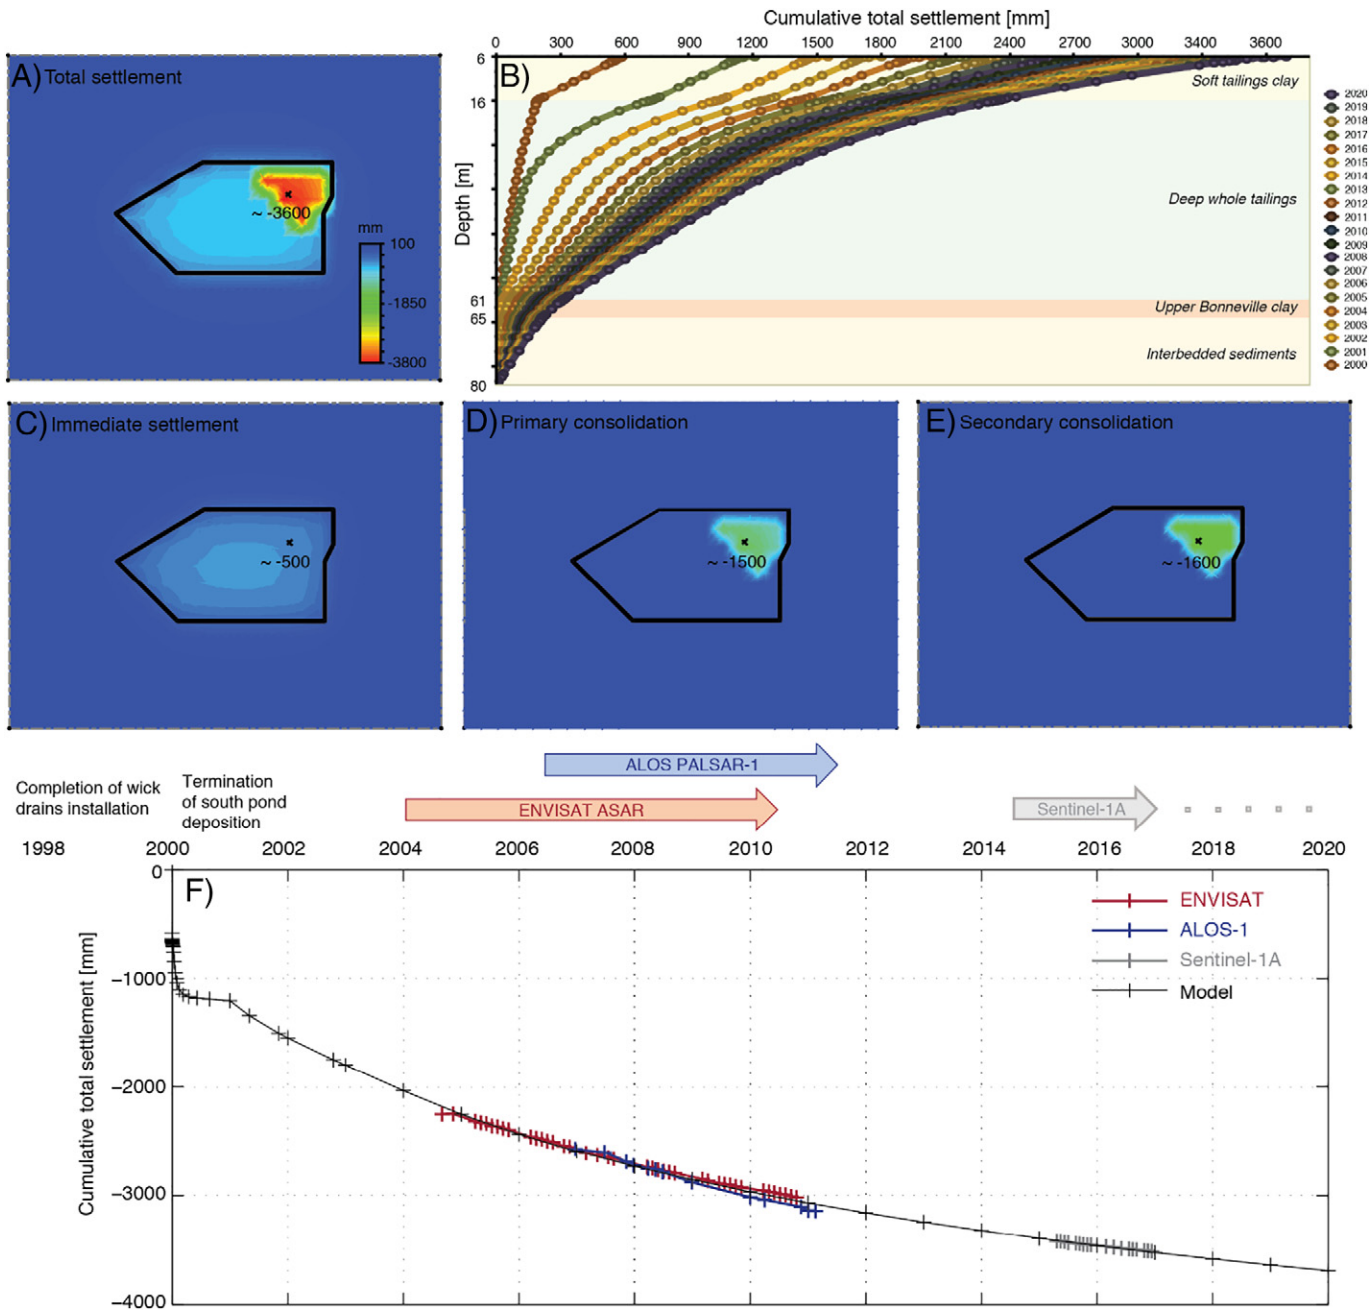 Cumulative total settlement [mm]
0 300 600 900 1200 1500 1800 2100 2400 2700 3000 3400 3600
A) Total settlement
~ -3600
mm
100
-1850
-3800
B)
Depth [m]
6
16
61
65
80
Soft tailings clay
Deep whole tailings
Upper Bonneville clay
Interbedded sediments
2020
2019
2018
2017
2016
2015
2014
2013
2012
2011
2010
2009
2008
2007
2006
2005
2004
2003
2002
2001
2000
C) Immediate settlement
~ -500
D) Primary consolidation
~ -1500
E) Secondary consolidation
~ -1600
ALOS PALSAR-1
Completion of wick
drains installation
Termination
of south pond
deposition
ENVISAT ASAR
Sentinel-1A
1998 2000 2002 2004 2006 2008 2010 2012 2014 2016 2018 2020
F)
Cumulative total settlement [mm]
0
−1000
−2000
−3000
−4000
ENVISAT
ALOS-1
Sentinel-1A
Model